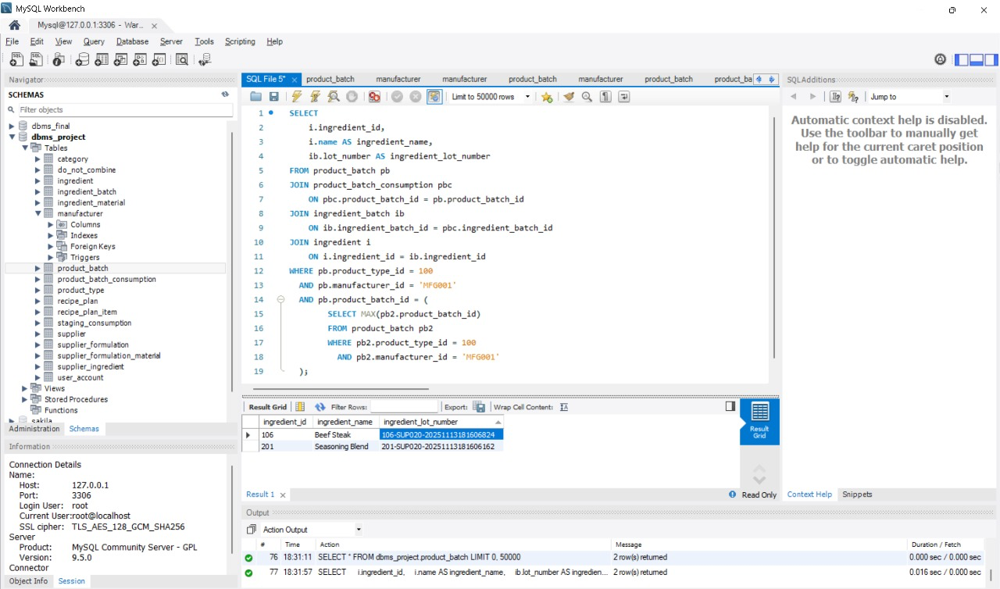 MySQL Workbench
Mysql@127.0.0.1:3306 - War... ×
File Edit View Query Database Server Tools Scripting Help
Navigator
SCHEMAS
Filter objects
dbms_final
dbms_project
Tables
category
do_not_combine
ingredient
ingredient_batch
ingredient_material
manufacturer
Columns
Indexes
Foreign Keys
Triggers
product_batch
product_batch_consumption
product_type
recipe_plan
recipe_plan_item
staging_consumption
supplier
supplier_formulation
supplier_formulation_material
supplier_ingredient
user_account
Views
Stored Procedures
Functions
sakila
Administration Schemas
Information
Connection Details
Name:
Host: 127.0.0.1
Port: 3306
Login User: root
Current User:root@localhost
SSL cipher: TLS_AES_128_GCM_SHA256
Server
Product: MySQL Community Server - GPL
Version: 9.5.0
Connector
Object Info Session
SQL File 5* × product_batch manufacturer manufacturer product_batch manufacturer product_batch product_ba
Limit to 50000 rows
1 SELECT
2 i.ingredient_id,
3 i.name AS ingredient_name,
4 ib.lot_number AS ingredient_lot_number
5 FROM product_batch pb
6 JOIN product_batch_consumption pbc
7 ON pbc.product_batch_id = pb.product_batch_id
8 JOIN ingredient_batch ib
9 ON ib.ingredient_batch_id = pbc.ingredient_batch_id
10 JOIN ingredient i
11 ON i.ingredient_id = ib.ingredient_id
12 WHERE pb.product_type_id = 100
13 AND pb.manufacturer_id = 'MFG001'
14 AND pb.product_batch_id = (
15 SELECT MAX(pb2.product_batch_id)
16 FROM product_batch pb2
17 WHERE pb2.product_type_id = 100
18 AND pb2.manufacturer_id = 'MFG001'
19 );
Result Grid Filter Rows: Export: Wrap Cell Content: IA
ingredient_id ingredient_name ingredient_lot_number
106 Beef Steak 106-SUP020-20251113181606824
201 Seasoning Blend 201-SUP020-20251113181606162
Result Grid
Result 1 × Read Only
Output
Action Output
# Time Action Message Duration / Fetch
76 18:31:11 SELECT * FROM dbms_project.product_batch LIMIT 0, 50000 2 row(s) returned 0.000 sec / 0.000 sec
77 18:31:57 SELECT i.ingredient_id, i.name AS ingredient_name, ib.lot_number AS ingredien... 2 row(s) returned 0.016 sec / 0.000 sec
SQLAdditions
Jump to
Automatic context help is disabled.
Use the toolbar to manually get
help for the current caret position
or to toggle automatic help.
Context Help Snippets